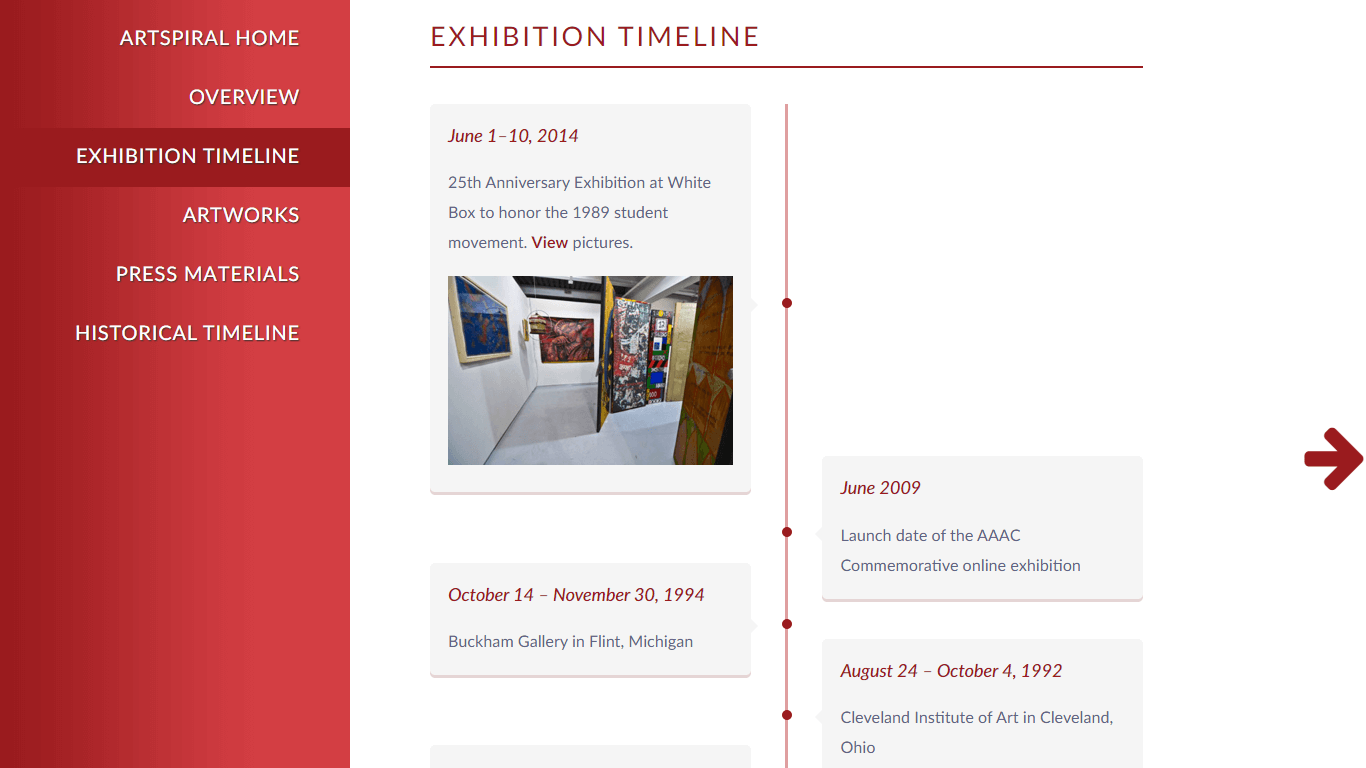 ARTSPIRAL HOME
OVERVIEW
EXHIBITION TIMELINE
ARTWORKS
PRESS MATERIALS
HISTORICAL TIMELINE
EXHIBITION TIMELINE
June 1–10, 2014
25th Anniversary Exhibition at White
Box to honor the 1989 student
movement. View pictures.
June 2009
Launch date of the AAAC
Commemorative online exhibition
October 14 – November 30, 1994
Buckham Gallery in Flint, Michigan
August 24 – October 4, 1992
Cleveland Institute of Art in Cleveland,
Ohio